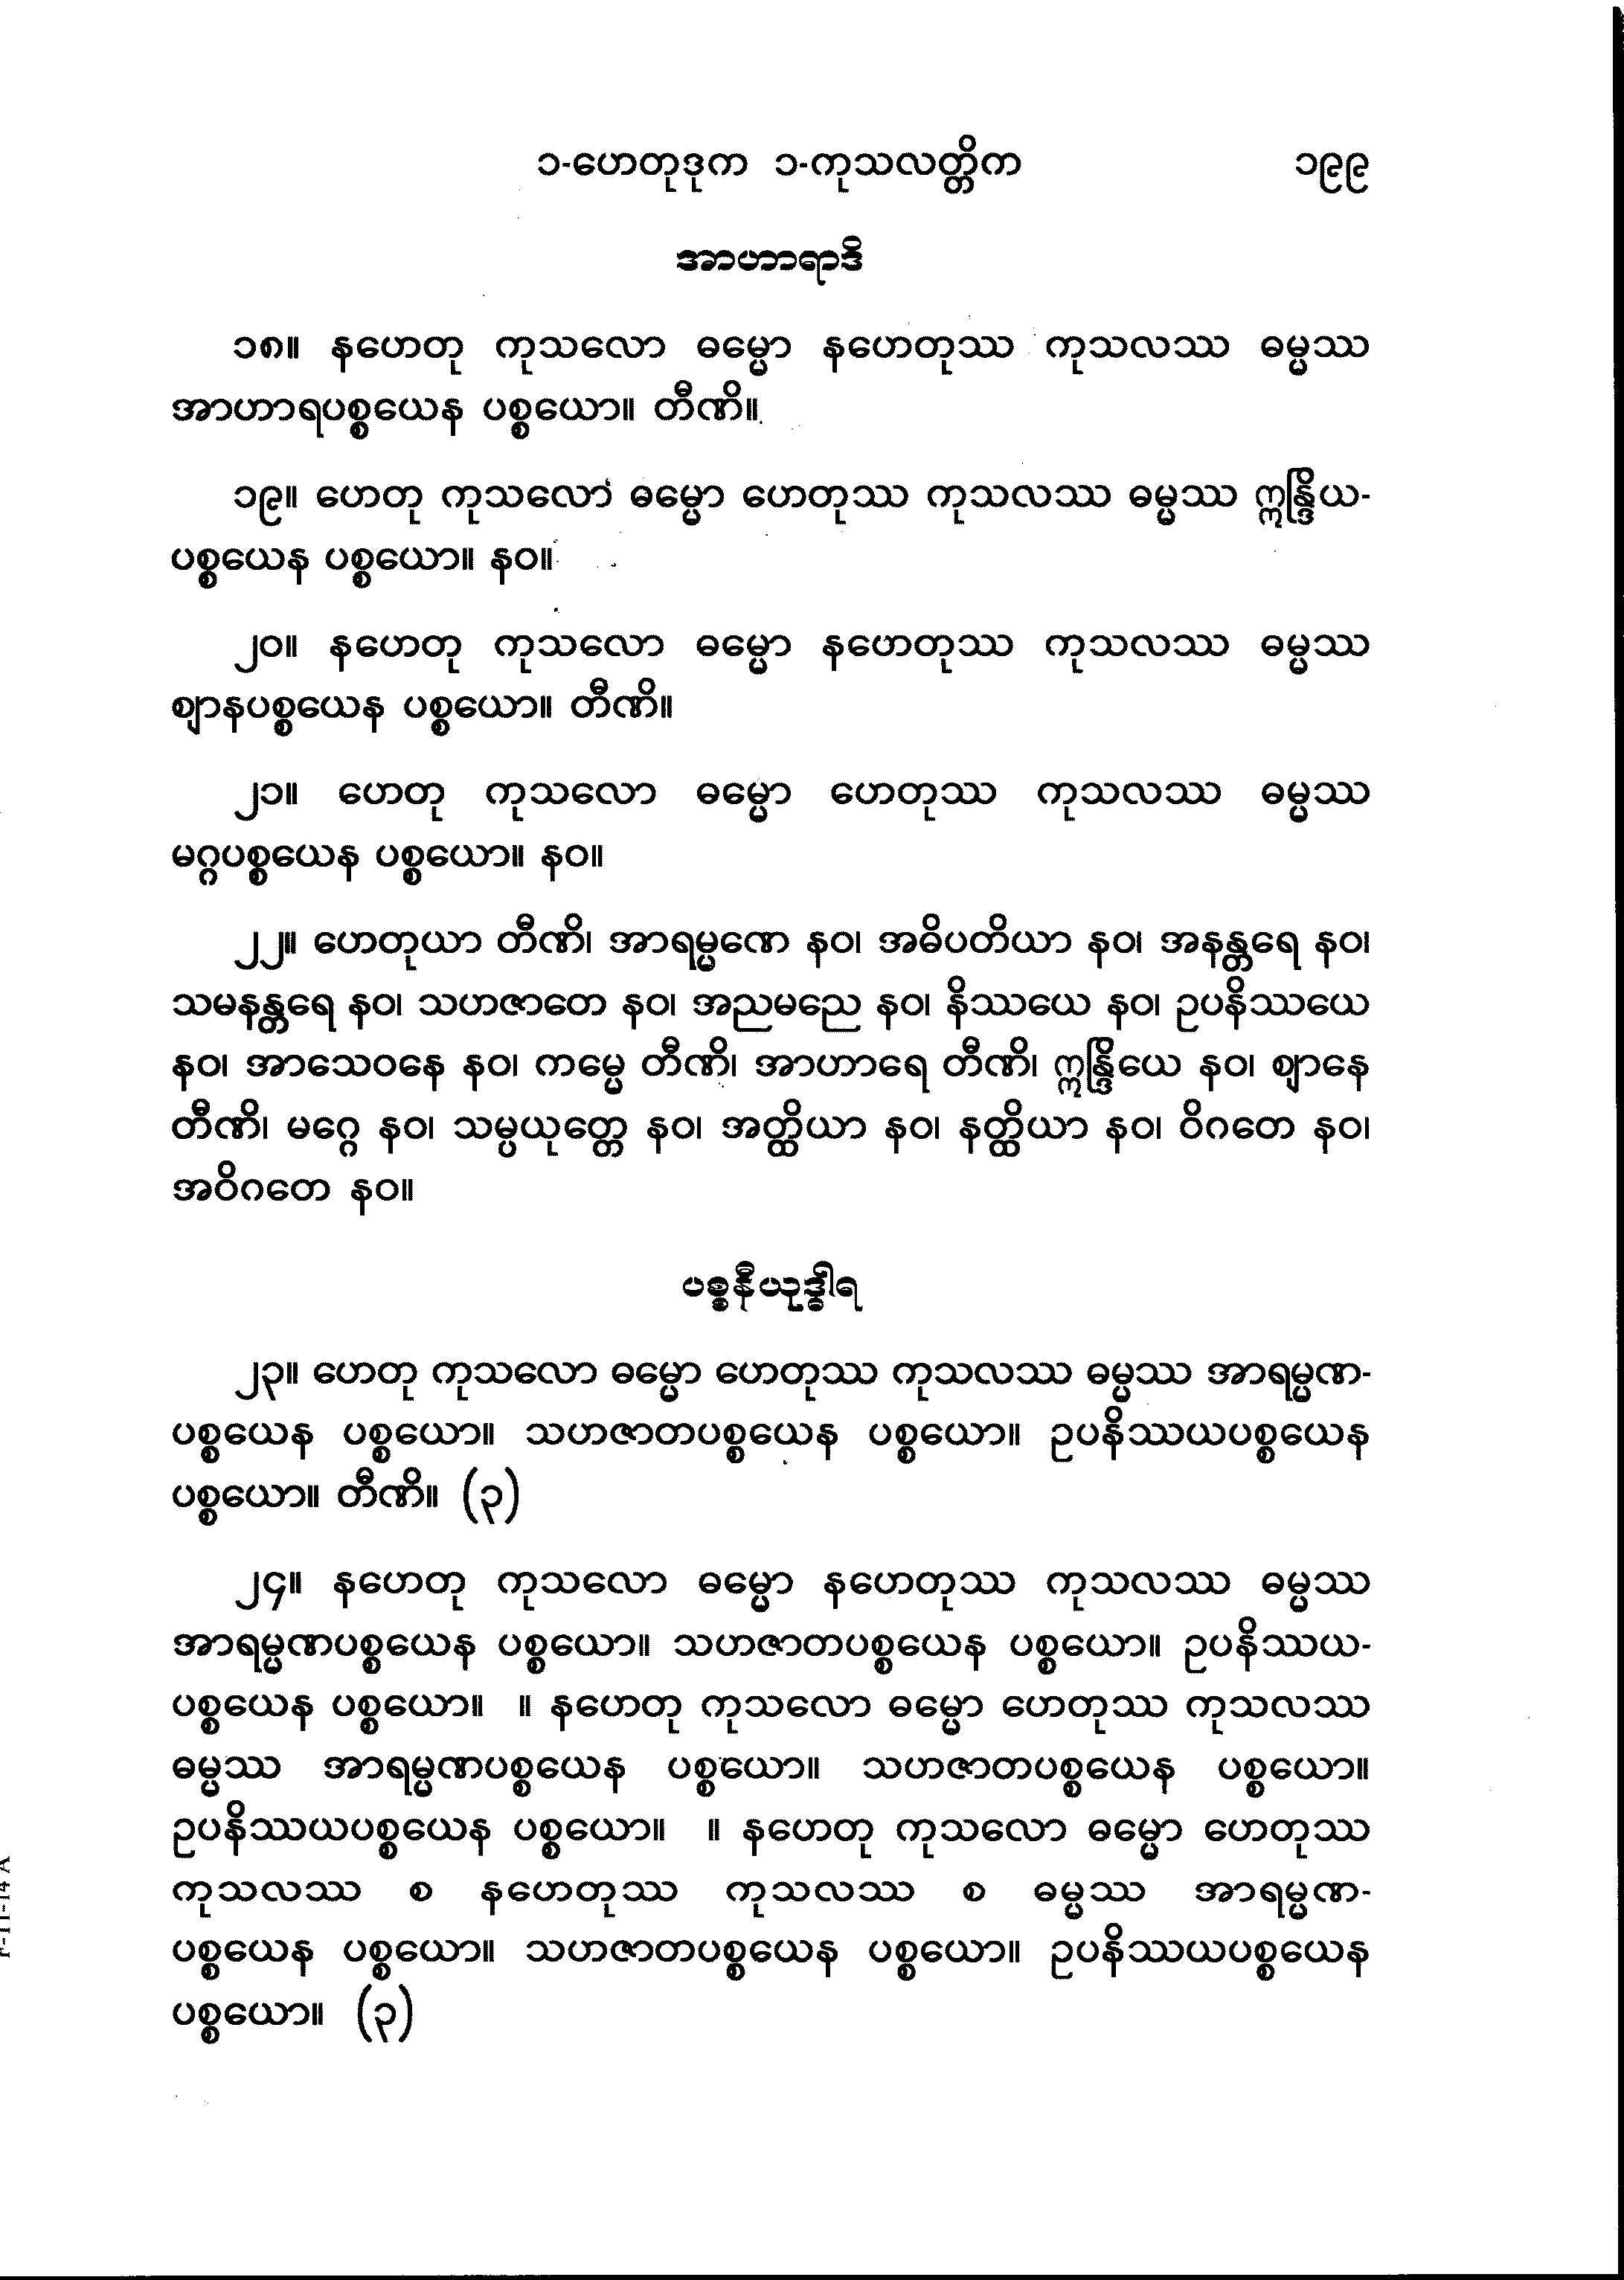 ၁-ဟေတုဒုက ၁-ကုသလတ္တိက ၁၉၉
အာဟာရာဒိ
၁၈။ နဟေတု ကုသလော ဓမ္မော နဟေတုဿ ကုသလဿ ဓမ္မဿ
အာဟာရပစ္စယေန ပစ္စယော။ တီဏိ။
၁၉။ ဟေတု ကုသလော ဓမ္မော ဟေတုဿ ကုသလဿ ဓမ္မဿ ဣန္ဒြိယ-
ပစ္စယေန ပစ္စယော။ နဝ။
၂၀။ နဟေတု ကုသလော ဓမ္မော နဟေတုဿ ကုသလဿ ဓမ္မဿ
ဈာနပစ္စယေန ပစ္စယော။ တီဏိ။
၂၁။ ဟေတု ကုသလော ဓမ္မော ဟေတုဿ ကုသလဿ ဓမ္မဿ
မဂ္ဂပစ္စယေန ပစ္စယော။ နဝ။
၂၂။ ဟေတုယာ တီဏိ၊ အာရမ္မဏေ နဝ၊ အဓိပတိယာ နဝ၊ အနန္တရေ နဝ၊
သမနန္တရေ နဝ၊ သဟဇာတေ နဝ၊ အညမညေ နဝ၊ နိဿယေ နဝ၊ ဥပနိဿယေ
နဝ၊ အာသေဝနေ နဝ၊ ကမ္မေ တီဏိ၊ အာဟာရေ တီဏိ၊ ဣန္ဒြိယေ နဝ၊ ဈာနေ
တီဏိ၊ မဂ္ဂေ နဝ၊ သမ္ပယုတ္တေ နဝ၊ အတ္ထိယာ နဝ၊ နတ္ထိယာ နဝ၊ ဝိဂတေ နဝ၊
အဝိဂတေ နဝ။
ပစ္စနီယုဒ္ဓါရ
၂၃။ ဟေတု ကုသလော ဓမ္မော ဟေတုဿ ကုသလဿ ဓမ္မဿ အာရမ္မဏ-
ပစ္စယေန ပစ္စယော။ သဟဇာတပစ္စယေန ပစ္စယော။ ဥပနိဿယပစ္စယေန
ပစ္စယော။ တီဏိ။ (၃)
၂၄။ နဟေတု ကုသလော ဓမ္မော နဟေတုဿ ကုသလဿ ဓမ္မဿ
အာရမ္မဏပစ္စယေန ပစ္စယော။ သဟဇာတပစ္စယေန ပစ္စယော။ ဥပနိဿယ-
ပစ္စယေန ပစ္စယော။ ။ နဟေတု ကုသလော ဓမ္မော ဟေတုဿ ကုသလဿ
ဓမ္မဿ အာရမ္မဏပစ္စယေန ပစ္စယော။ သဟဇာတပစ္စယေန ပစ္စယော။
ဥပနိဿယပစ္စယေန ပစ္စယော။ ။ နဟေတု ကုသလော ဓမ္မော ဟေတုဿ
ကုသလဿ စ နဟေတုဿ ကုသလဿ စ ဓမ္မဿ အာရမ္မဏ-
ပစ္စယေန ပစ္စယော။ သဟဇာတပစ္စယေန ပစ္စယော။ ဥပနိဿယပစ္စယေန
ပစ္စယော။ (၃)